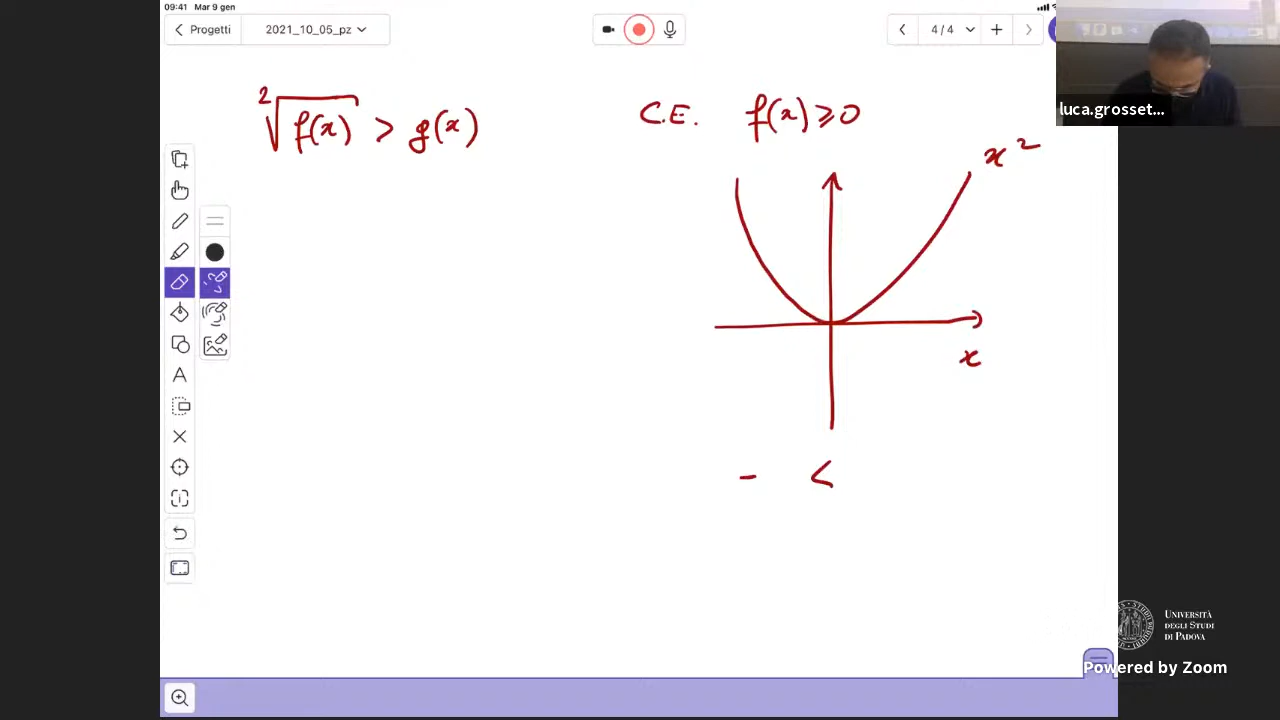 09:41 Mar 9 gen
Progetti
2021_10_05_pz
4/4
luca.grosset...
²√f(x) > g(x)
C.E. f(x) ⩾ 0
x²
x
- <
A
UNIVERSITÀ
DEGLI STUDI
DI PADOVA
Powered by Zoom